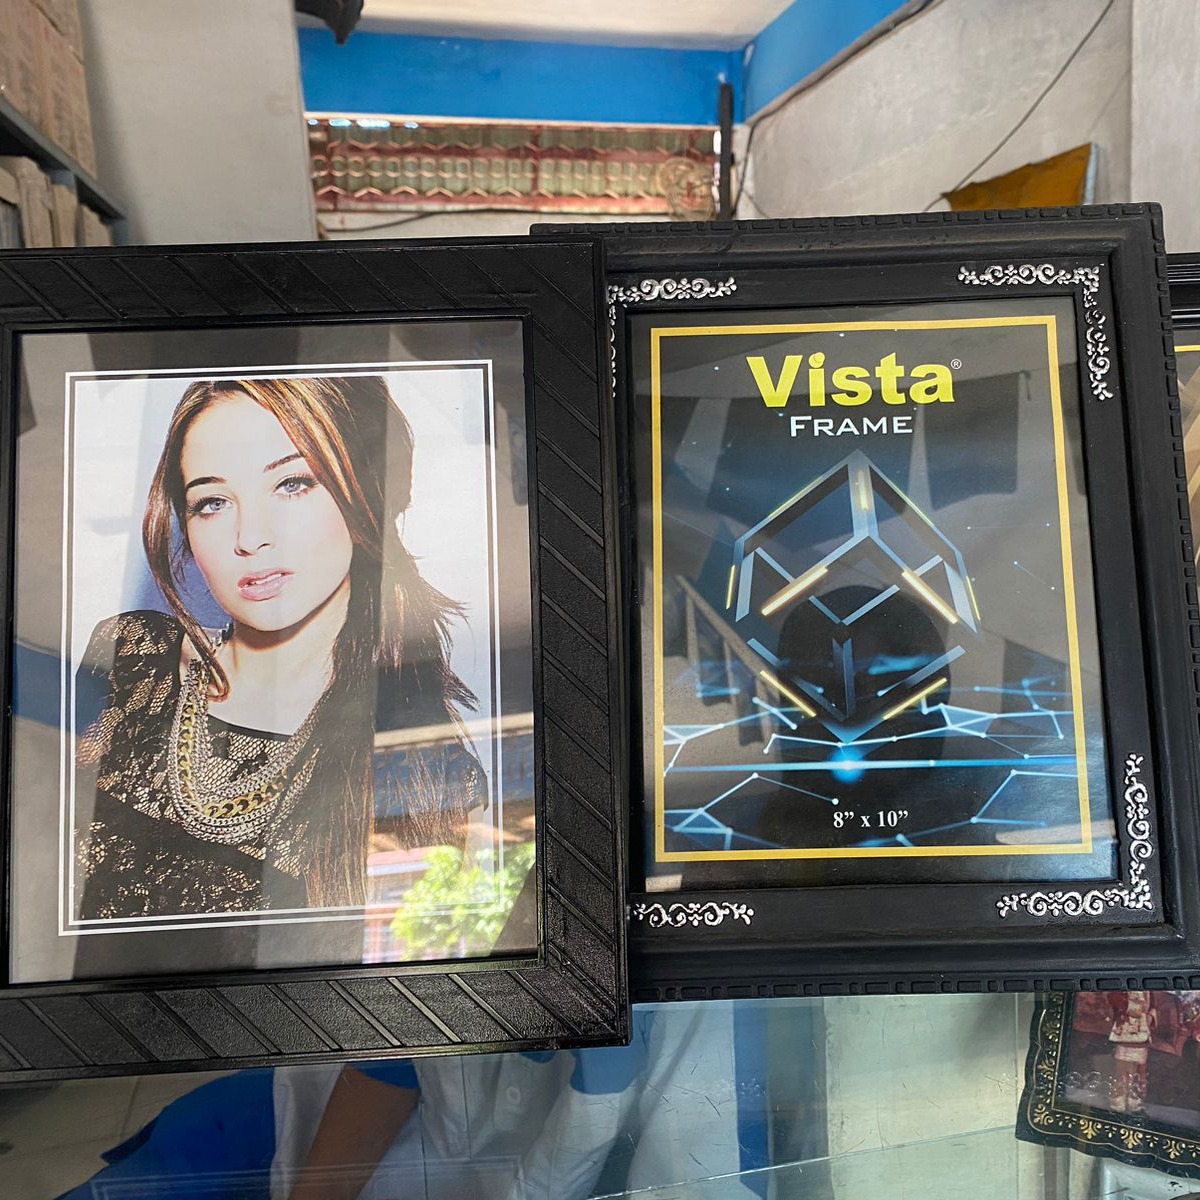 Vista®
FRAME
8” x 10”